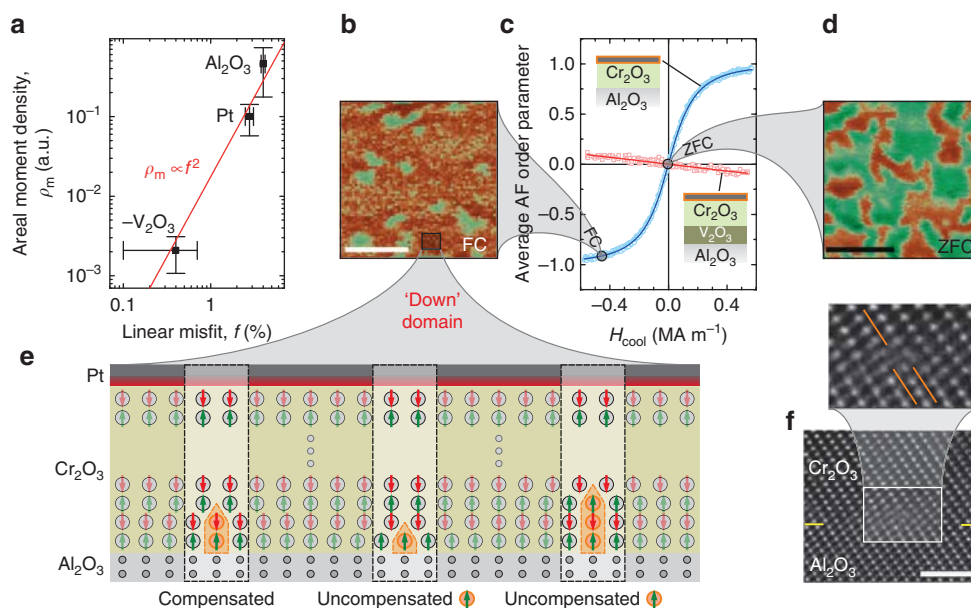 a
Areal moment density,
ρm (a.u.)
10⁻¹
10⁻²
10⁻³
Al2O3
Pt
ρm ∝f²
–V2O3
0.1
1
Linear misfit, f (%)
b
FC
'Down'
domain
c
Average AF order parameter
1.0
0.5
0.0
−0.5
−1.0
Cr2O3
Al2O3
ZFC
FC
Cr2O3
V2O3
Al2O3
−0.4
0.0
0.4
Hcool (MA m⁻¹)
d
ZFC
e
Pt
Cr2O3
Al2O3
Compensated
Uncompensated
Uncompensated
f
Cr2O3
Al2O3